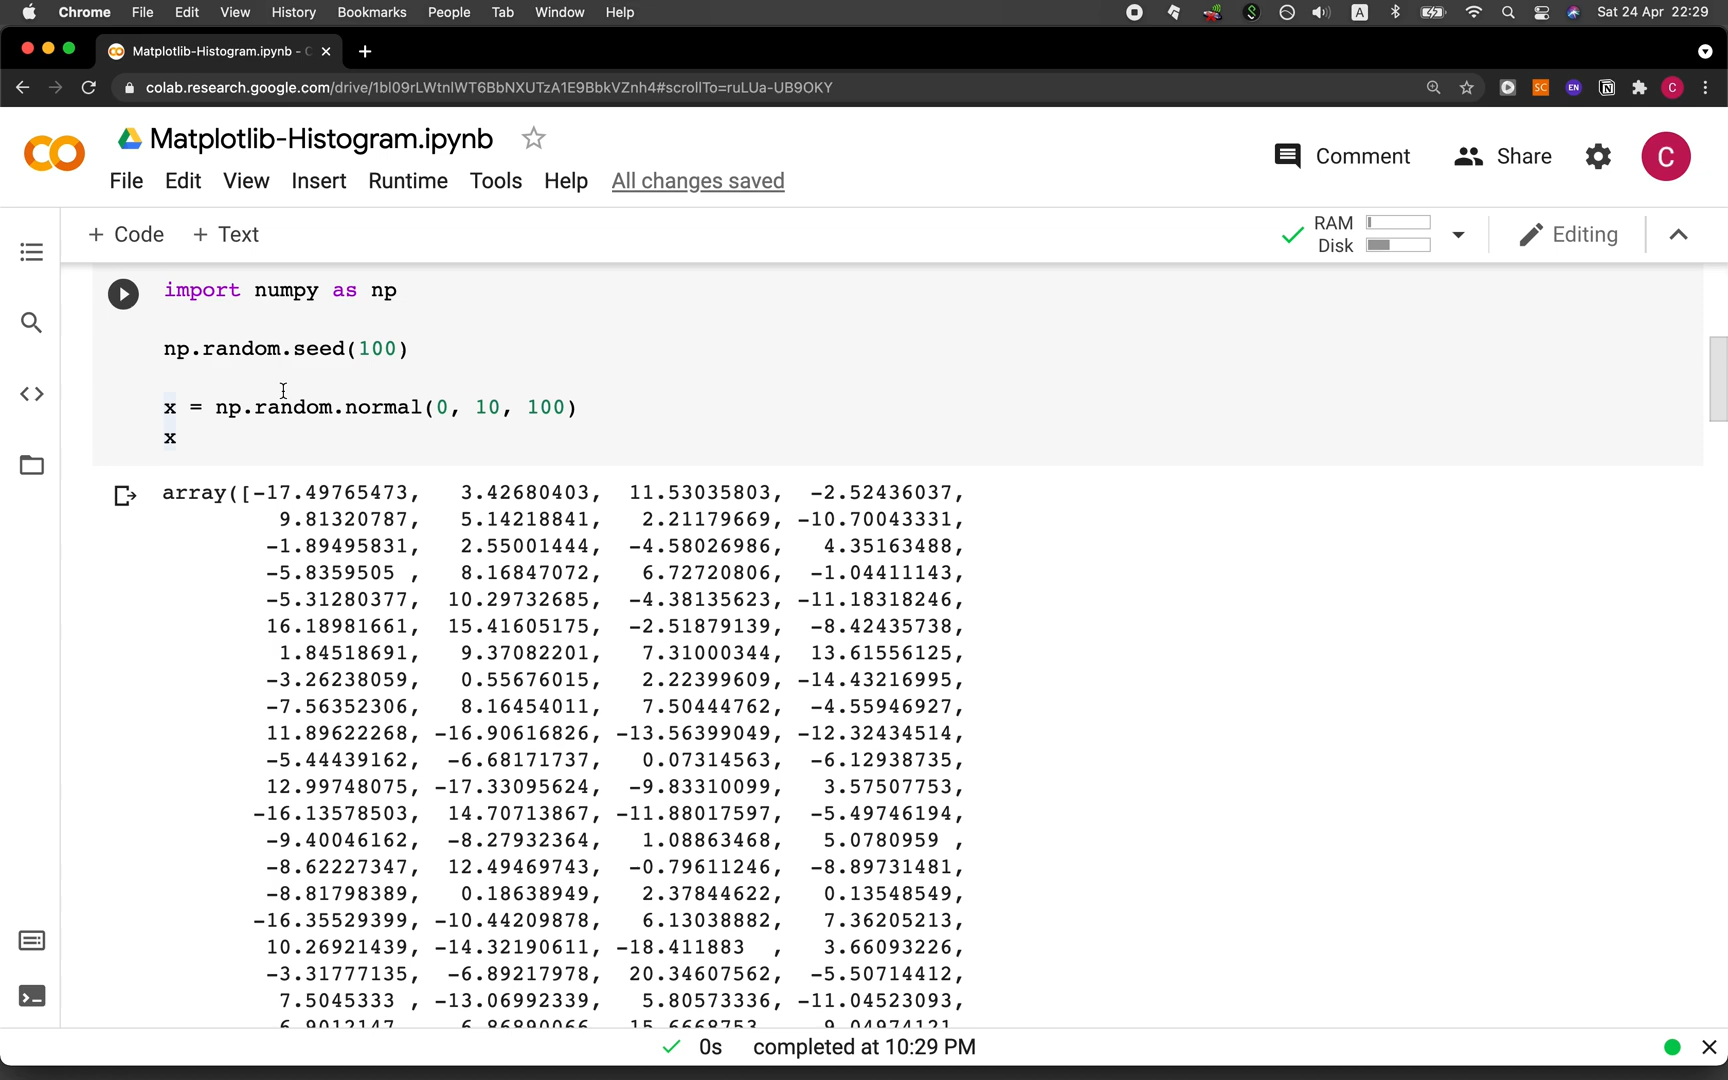 Chrome File Edit View History Bookmarks People Tab Window Help A Sat 24 Apr 22:29
Matplotlib-Histogram.ipynb - C
colab.research.google.com/drive/1bl09rLWtnlWT6BbNXUTzA1E9BbkVZnh4#scrollTo=ruLUa-UB9OKY SC EN C
Matplotlib-Histogram.ipynb
Comment Share C
File Edit View Insert Runtime Tools Help All changes saved
+ Code + Text RAM Disk Editing
import numpy as np
np.random.seed(100)
x = np.random.normal(0, 10, 100)
x
array([-17.49765473, 3.42680403, 11.53035803, -2.52436037,
9.81320787, 5.14218841, 2.21179669, -10.70043331,
-1.89495831, 2.55001444, -4.58026986, 4.35163488,
-5.8359505 , 8.16847072, 6.72720806, -1.04411143,
-5.31280377, 10.29732685, -4.38135623, -11.18318246,
16.18981661, 15.41605175, -2.51879139, -8.42435738,
1.84518691, 9.37082201, 7.31000344, 13.61556125,
-3.26238059, 0.55676015, 2.22399609, -14.43216995,
-7.56352306, 8.16454011, 7.50444762, -4.55946927,
11.89622268, -16.90616826, -13.56399049, -12.32434514,
-5.44439162, -6.68171737, 0.07314563, -6.12938735,
12.99748075, -17.33095624, -9.83310099, 3.57507753,
-16.13578503, 14.70713867, -11.88017597, -5.49746194,
-9.40046162, -8.27932364, 1.08863468, 5.0780959 ,
-8.62227347, 12.49469743, -0.79611246, -8.89731481,
-8.81798389, 0.18638949, 2.37844622, 0.13548549,
-16.35529399, -10.44209878, 6.13038882, 7.36205213,
10.26921439, -14.32190611, -18.411883 , 3.66093226,
-3.31777135, -6.89217978, 20.34607562, -5.50714412,
7.5045333 , -13.06992339, 5.80573336, -11.04523093,
6.9012147 6.86890066 15.6668753 9.04974121
0s completed at 10:29 PM